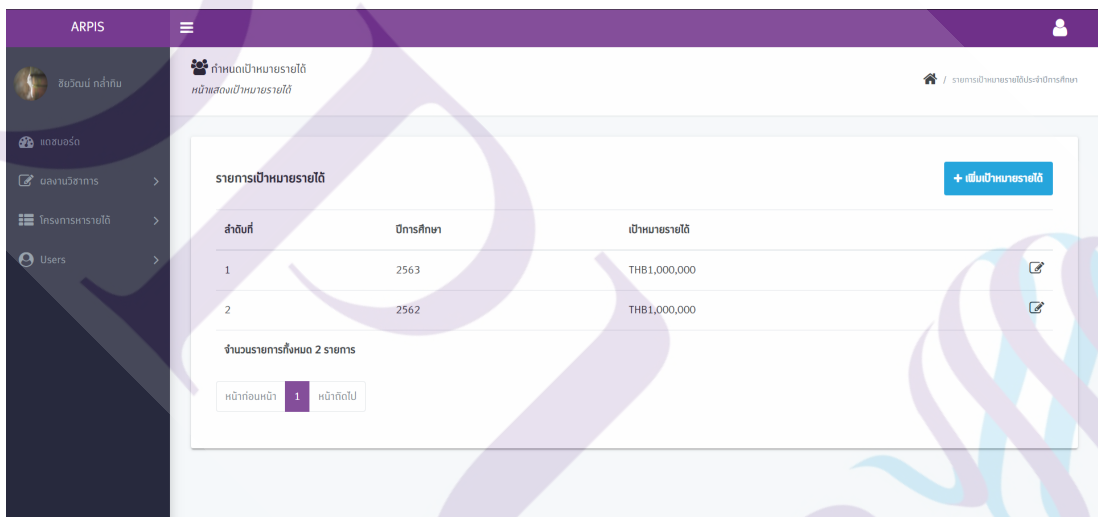 ARPIS
ชัยวัฒน์ กล่ำทิม
แดชบอร์ด
ผลงานวิชาการ
โครงการหารายได้
Users
กำหนดเป้าหมายรายได้
หน้าแสดงเป้าหมายรายได้
/ รายการเป้าหมายรายได้ประจำปีการศึกษา
รายการเป้าหมายรายได้
+ เพิ่มเป้าหมายรายได้
ลำดับที่ ปีการศึกษา เป้าหมายรายได้
1 2563 THB1,000,000
2 2562 THB1,000,000
จำนวนรายการทั้งหมด 2 รายการ
หน้าก่อนหน้า 1 หน้าถัดไป